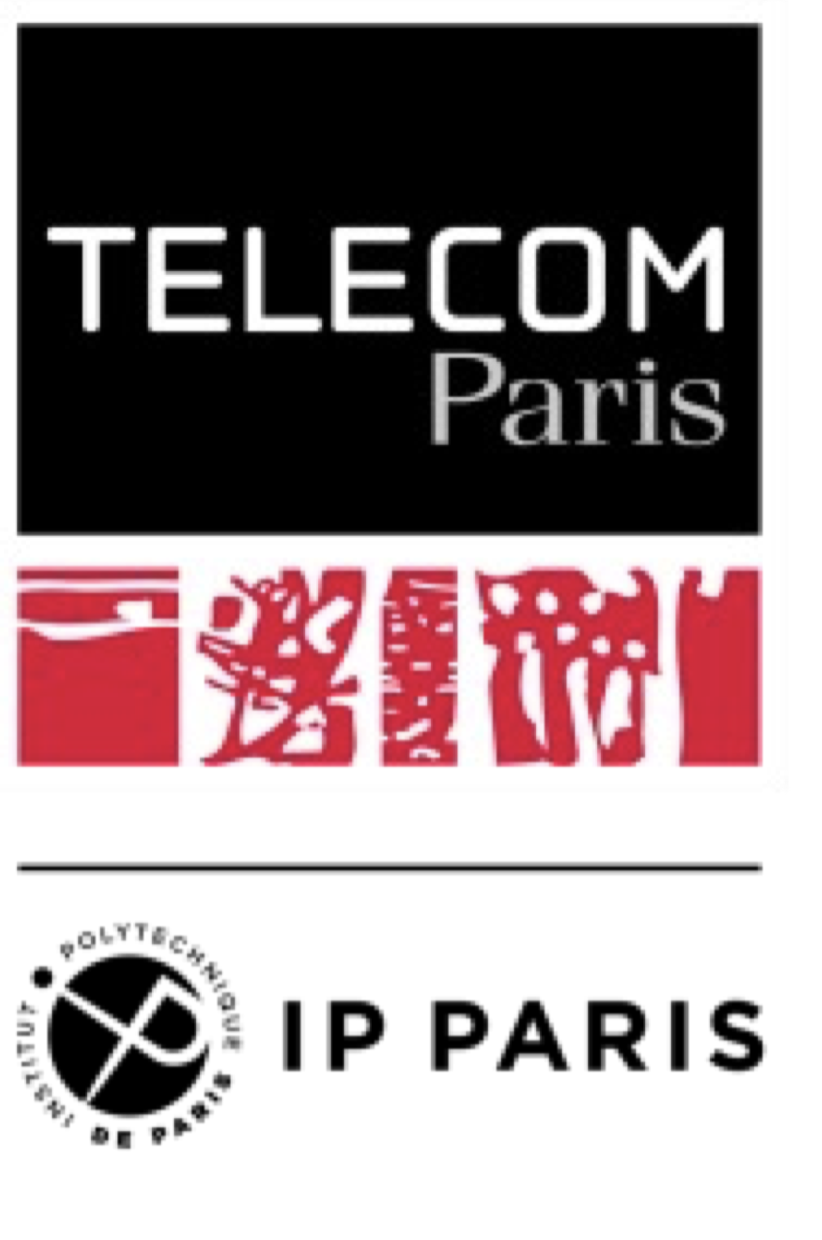 TELECOM
Paris
INSTITUT POLYTECHNIQUE DE PARIS
IP PARIS